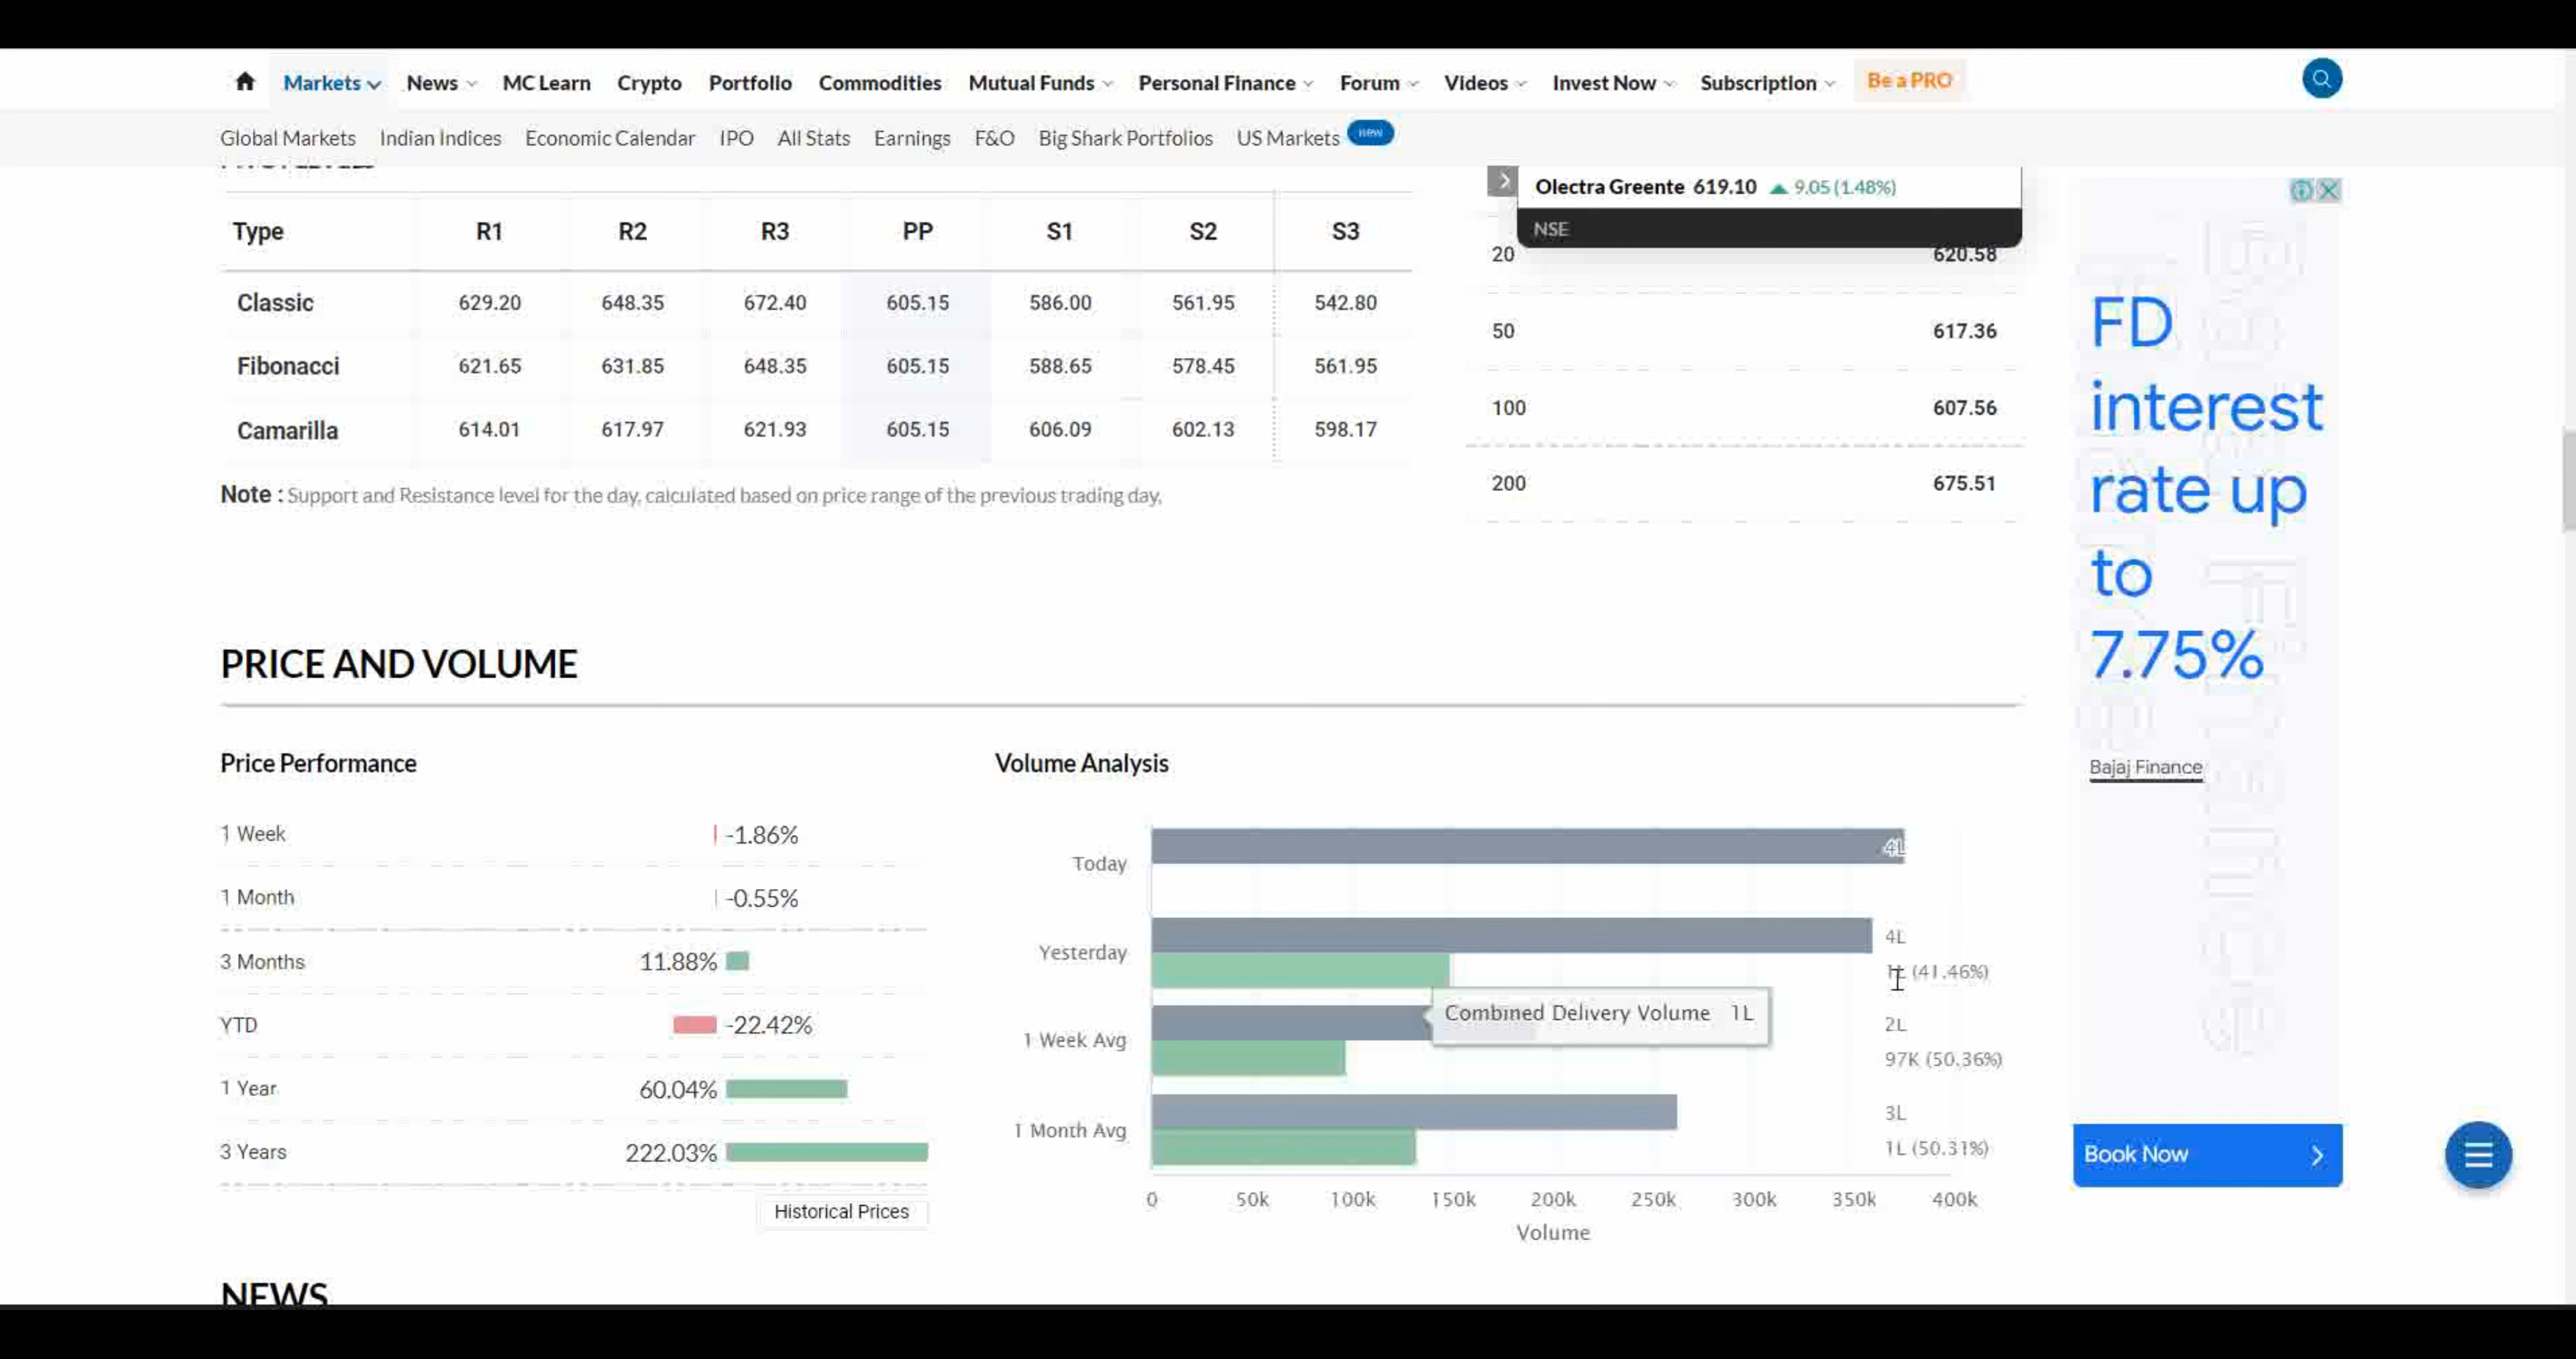 Markets News MC Learn Crypto Portfolio Commodities Mutual Funds Personal Finance Forum Videos Invest Now Subscription Be a PRO
Global Markets Indian Indices Economic Calendar IPO All Stats Earnings F&O Big Shark Portfolios US Markets new
Type R1 R2 R3 PP S1 S2 S3
Classic 629.20 648.35 672.40 605.15 586.00 561.95 542.80
Fibonacci 621.65 631.85 648.35 605.15 588.65 578.45 561.95
Camarilla 614.01 617.97 621.93 605.15 606.09 602.13 598.17
Note : Support and Resistance level for the day, calculated based on price range of the previous trading day,
Olectra Greente 619.10 9.05 (1.48%)
NSE
20 620.58
50 617.36
100 607.56
200 675.51
FD
interest
rate up
to
7.75%
Bajaj Finance
Book Now
PRICE AND VOLUME
Price Performance
1 Week -1.86%
1 Month -0.55%
3 Months 11.88%
YTD -22.42%
1 Year 60.04%
3 Years 222.03%
Historical Prices
Volume Analysis
Today 4L
Yesterday 4L
1L (41.46%)
Combined Delivery Volume 1L
1 Week Avg 2L
97K (50.36%)
1 Month Avg 3L
1L (50.31%)
0 50k 100k 150k 200k 250k 300k 350k 400k
Volume
NEWS